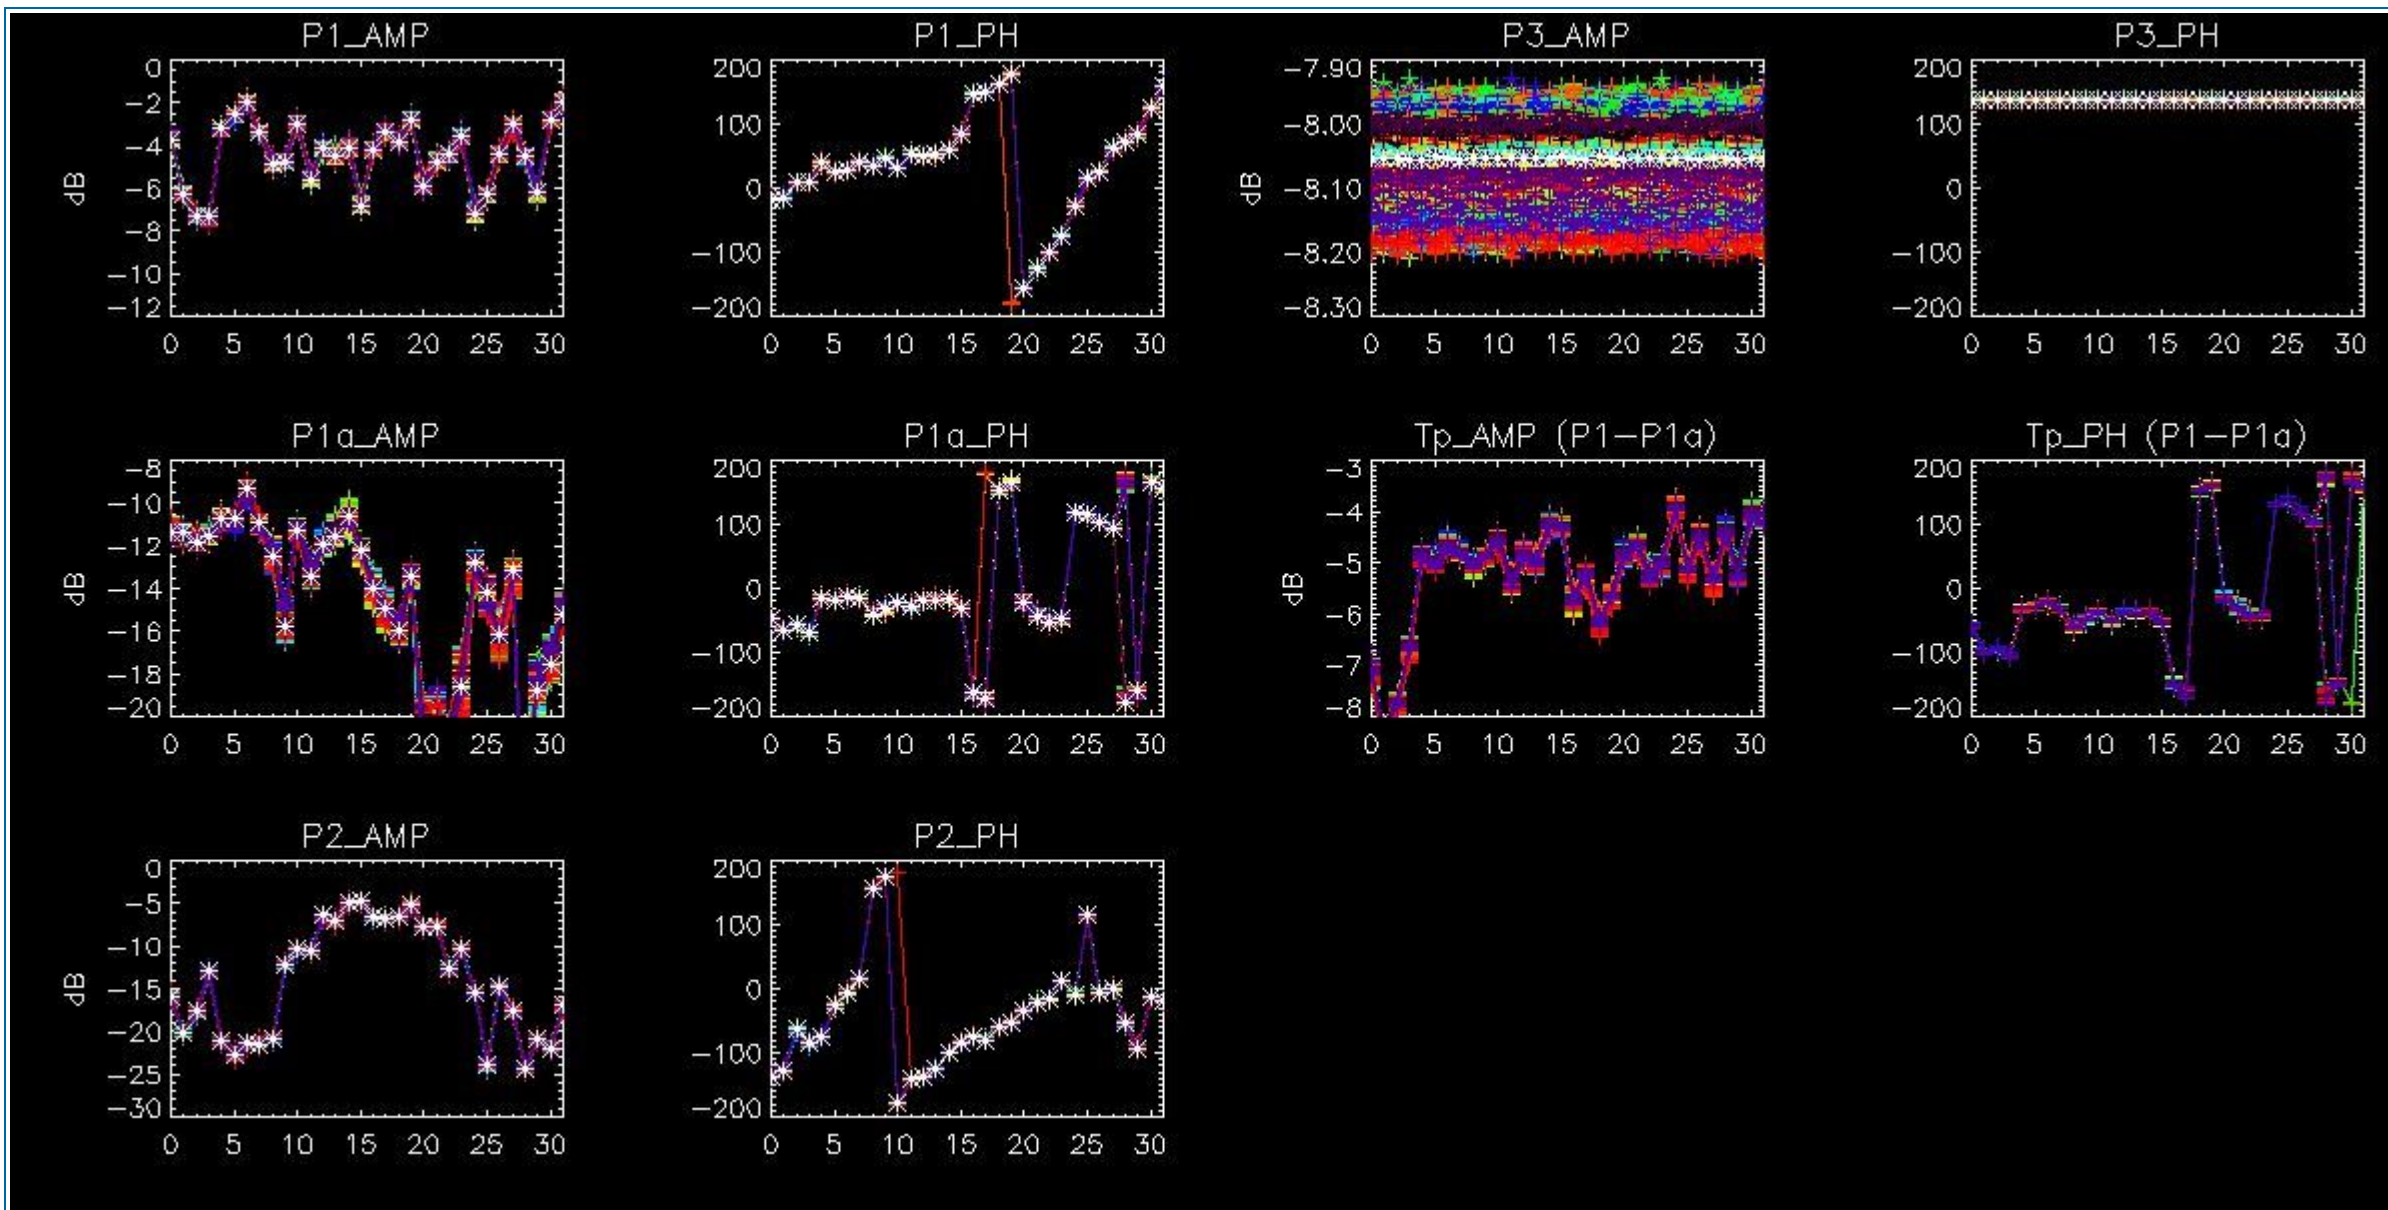 P1_AMP
0
−2
−4
−6
−8
−10
−12
dB
0 5 10 15 20 25 30
P1_PH
200
100
0
−100
−200
0 5 10 15 20 25 30
P3_AMP
−7.90
−8.00
−8.10
−8.20
−8.30
dB
0 5 10 15 20 25 30
P3_PH
200
100
0
−100
−200
0 5 10 15 20 25 30
P1a_AMP
−8
−10
−12
−14
−16
−18
−20
dB
0 5 10 15 20 25 30
P1a_PH
200
100
0
−100
−200
0 5 10 15 20 25 30
Tp_AMP (P1−P1a)
−3
−4
−5
−6
−7
−8
dB
0 5 10 15 20 25 30
Tp_PH (P1−P1a)
200
100
0
−100
−200
0 5 10 15 20 25 30
P2_AMP
0
−5
−10
−15
−20
−25
−30
dB
0 5 10 15 20 25 30
P2_PH
200
100
0
−100
−200
0 5 10 15 20 25 30